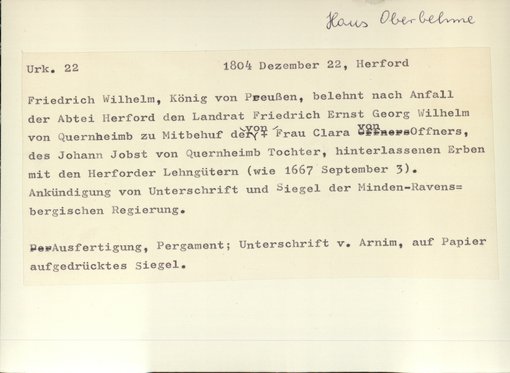 Haus Oberbehme
Urk. 22 1804 Dezember 22, Herford
Friedrich Wilhelm, König von Preußen, belehnt nach Anfall
der Abtei Herford den Landrat Friedrich Ernst Georg Wilhelm
von Quernheimb zu Mitbehuf der von Frau Clara von Offners,
des Johann Jobst von Quernheimb Tochter, hinterlassenen Erben
mit den Herforder Lehngütern (wie 1667 September 3).
Ankündigung von Unterschrift und Siegel der Minden-Ravens=
bergischen Regierung.
Ausfertigung, Pergament; Unterschrift v. Arnim, auf Papier
aufgedrücktes Siegel.